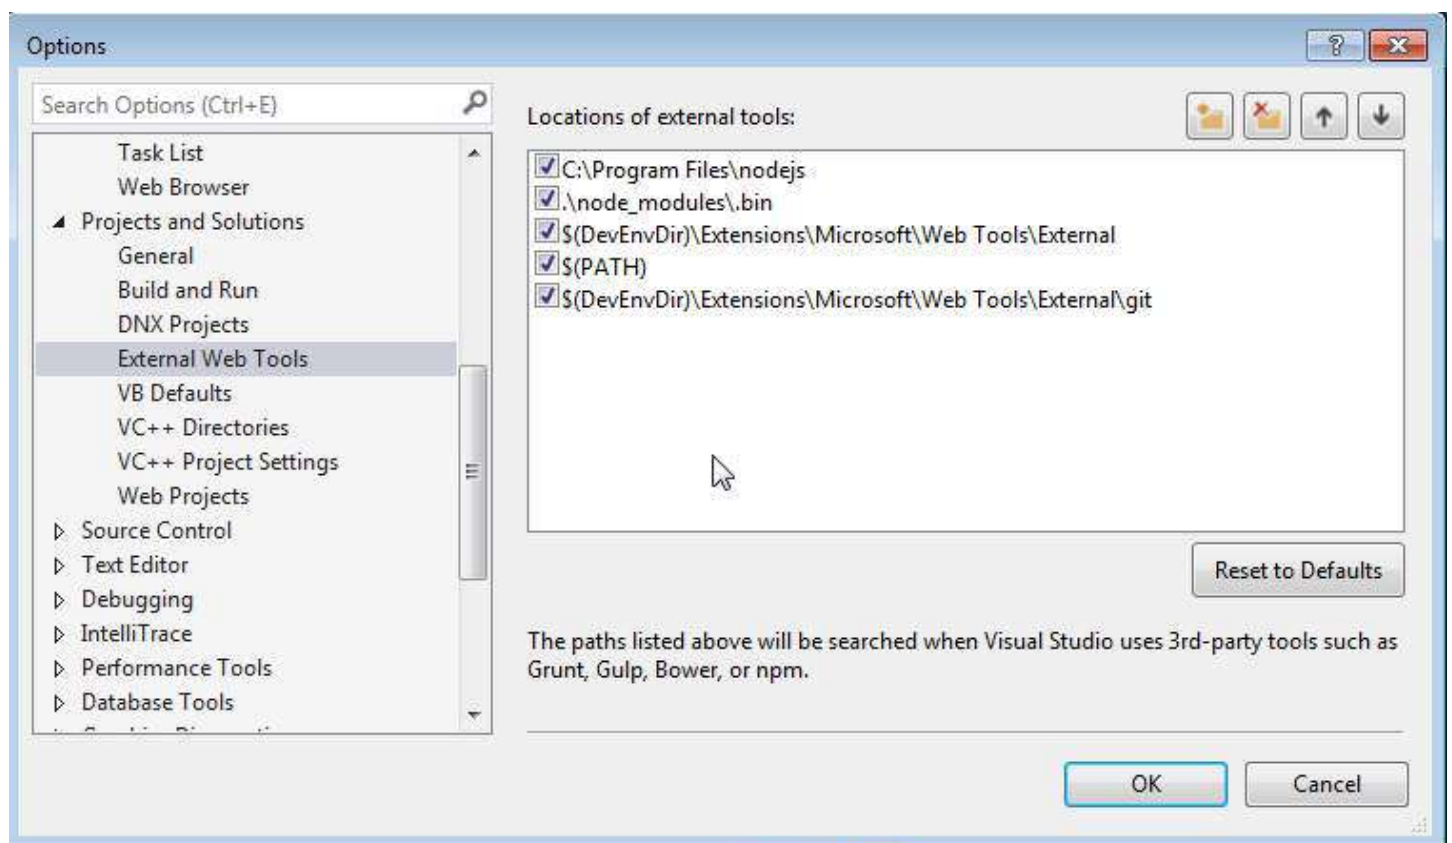 Options
Search Options (Ctrl+E)
Task List
Web Browser
Projects and Solutions
General
Build and Run
DNX Projects
External Web Tools
VB Defaults
VC++ Directories
VC++ Project Settings
Web Projects
Source Control
Text Editor
Debugging
IntelliTrace
Performance Tools
Database Tools
Locations of external tools:
C:\Program Files\nodejs
.\node_modules\.bin
$(DevEnvDir)\Extensions\Microsoft\Web Tools\External
$(PATH)
$(DevEnvDir)\Extensions\Microsoft\Web Tools\External\git
Reset to Defaults
The paths listed above will be searched when Visual Studio uses 3rd-party tools such as
Grunt, Gulp, Bower, or npm.
OK
Cancel